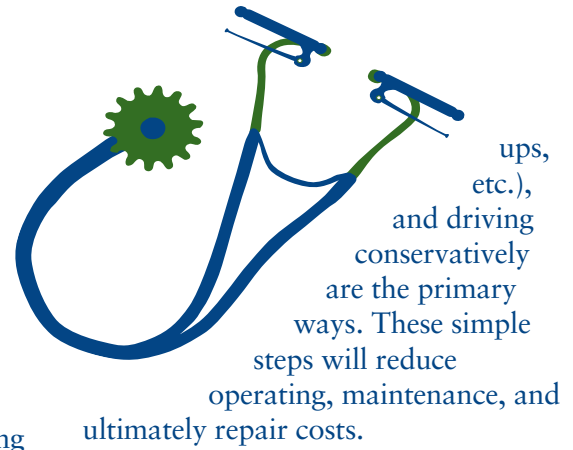 ups,
etc.),
and driving
conservatively
are the primary
ways. These simple
steps will reduce
operating, maintenance, and
ultimately repair costs.